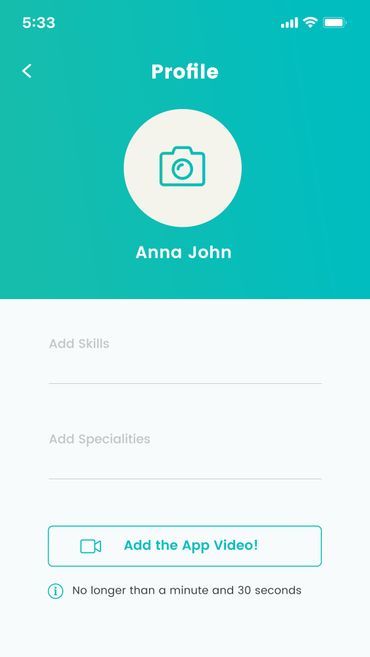 5:33
Profile
Anna John
Add Skills
Add Specialities
Add the App Video!
No longer than a minute and 30 seconds